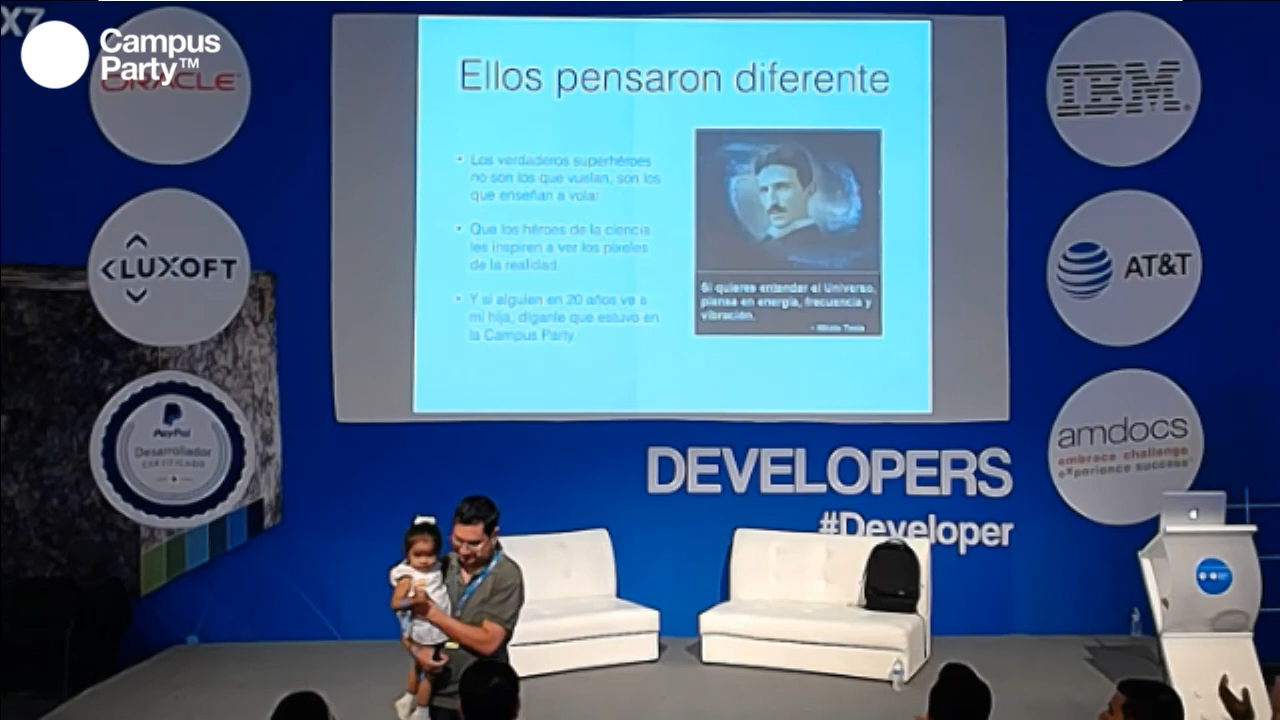 X7
Campus
Party™
ORACLE
LUXOFT
PayPal
Desarrollador
CERTIFICADO
Ellos pensaron diferente
• Los verdaderos superhéroes
no son los que vuelan, son los
que enseñan a volar
• Que los héroes de la ciencia
les inspiren a ver los pixeles
de la realidad
• Y si alguien en 20 años ve a
mi hija, díganle que estuvo en
la Campus Party
Si quieres entender el Universo,
piensa en energía, frecuencia y
vibración.
- Nikola Tesla
IBM
AT&T
amdocs
embrace challenge
experience success
DEVELOPERS
#Developer